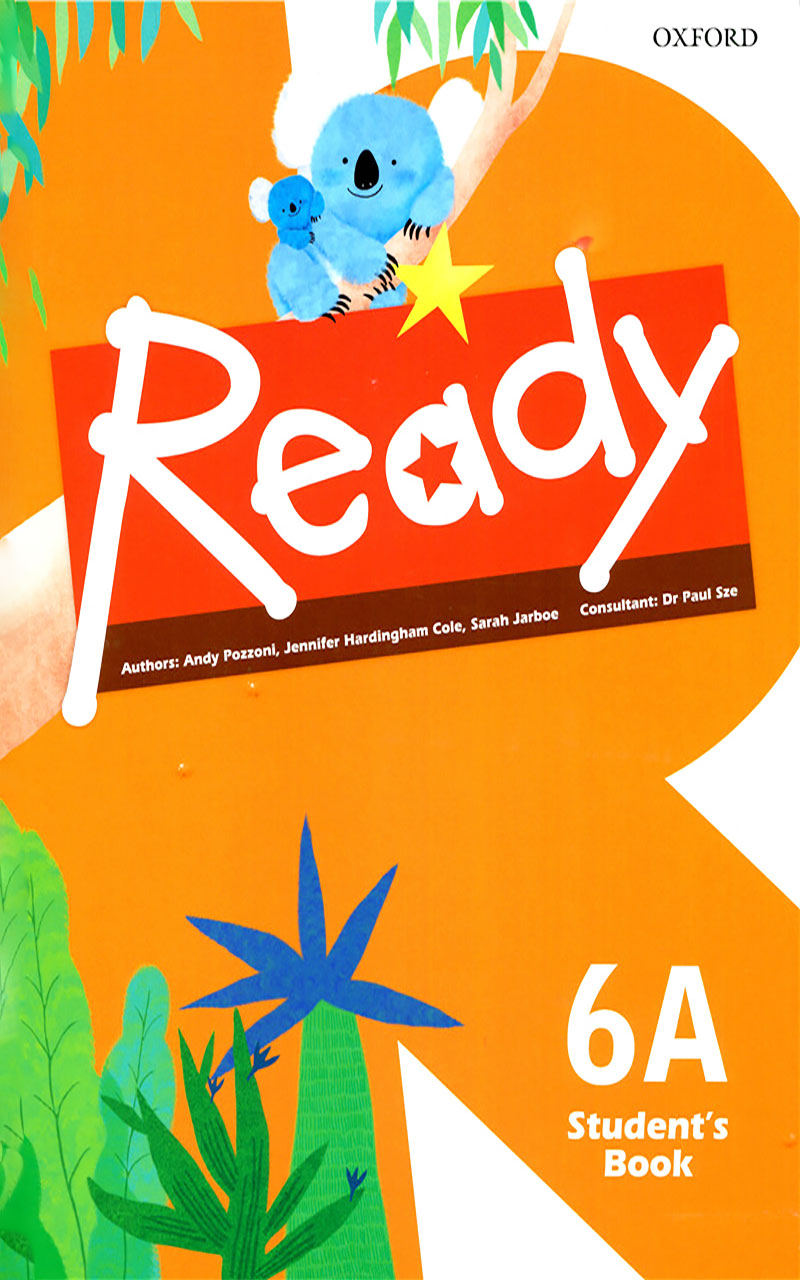 OXFORD
Ready
Authors: Andy Pozzoni, Jennifer Hardingham Cole, Sarah Jarboe Consultant: Dr Paul Sze
6A
Student's
Book